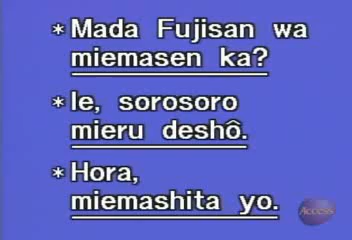 * Mada Fujisan wa
miemasen ka?
* Ie, sorosoro
mieru deshô.
* Hora,
miemashita yo.
ACCESS